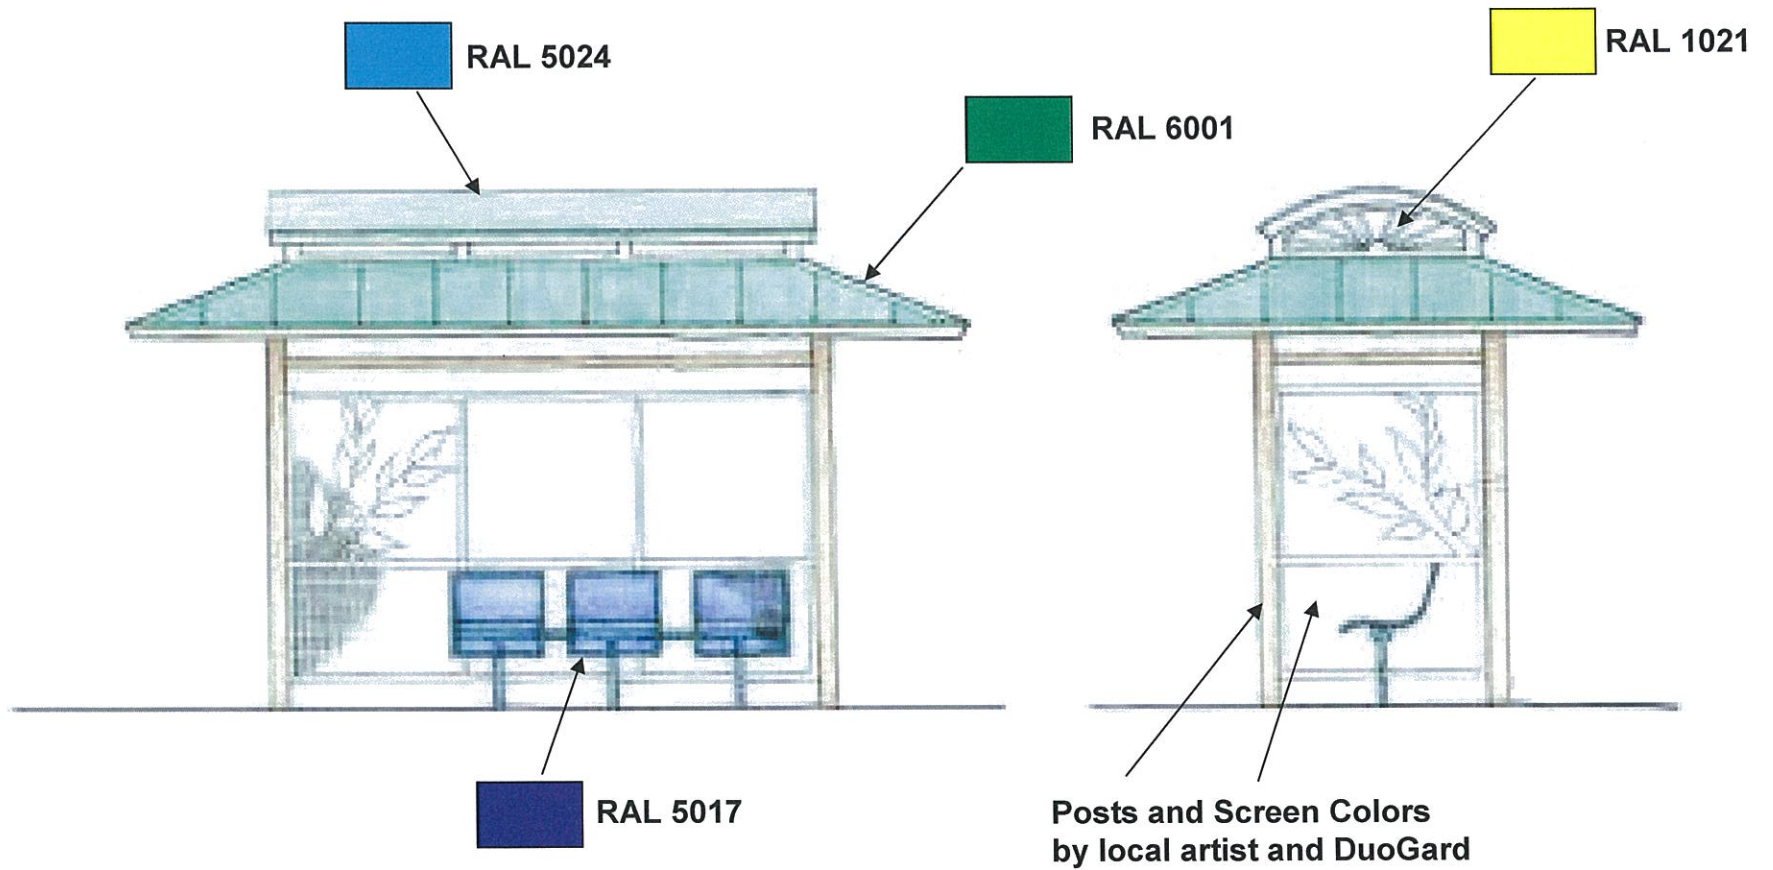 RAL 5024
RAL 1021
RAL 6001
RAL 5017
Posts and Screen Colors
by local artist and DuoGard